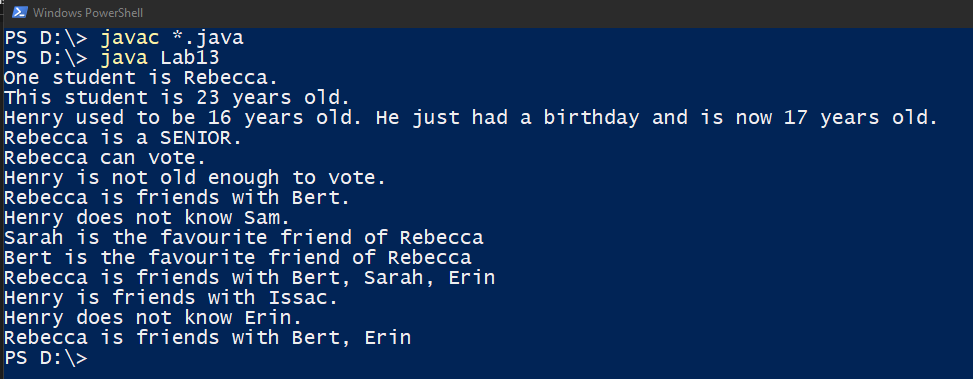 Windows PowerShell
PS D:\> javac *.java
PS D:\> java Lab13
One student is Rebecca.
This student is 23 years old.
Henry used to be 16 years old. He just had a birthday and is now 17 years old.
Rebecca is a SENIOR.
Rebecca can vote.
Henry is not old enough to vote.
Rebecca is friends with Bert.
Henry does not know Sam.
Sarah is the favourite friend of Rebecca
Bert is the favourite friend of Rebecca
Rebecca is friends with Bert, Sarah, Erin
Henry is friends with Issac.
Henry does not know Erin.
Rebecca is friends with Bert, Erin
PS D:\>